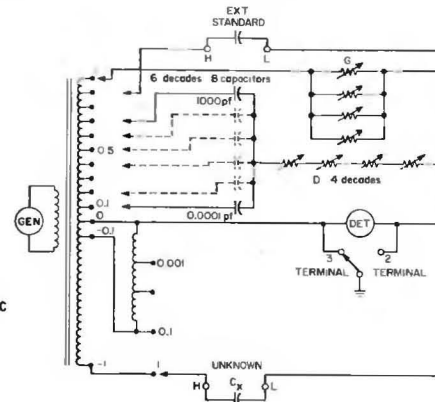 EXT
STANDARD
H L
G
6 decades 8 capacitors
1000pf
0.5
D 4 decades
0.1
0
0.0001 pf
GEN
-0.1
DET
0.001
3 2
TERMINAL TERMINAL
C
0.1
-1 1
UNKNOWN
H Cx L